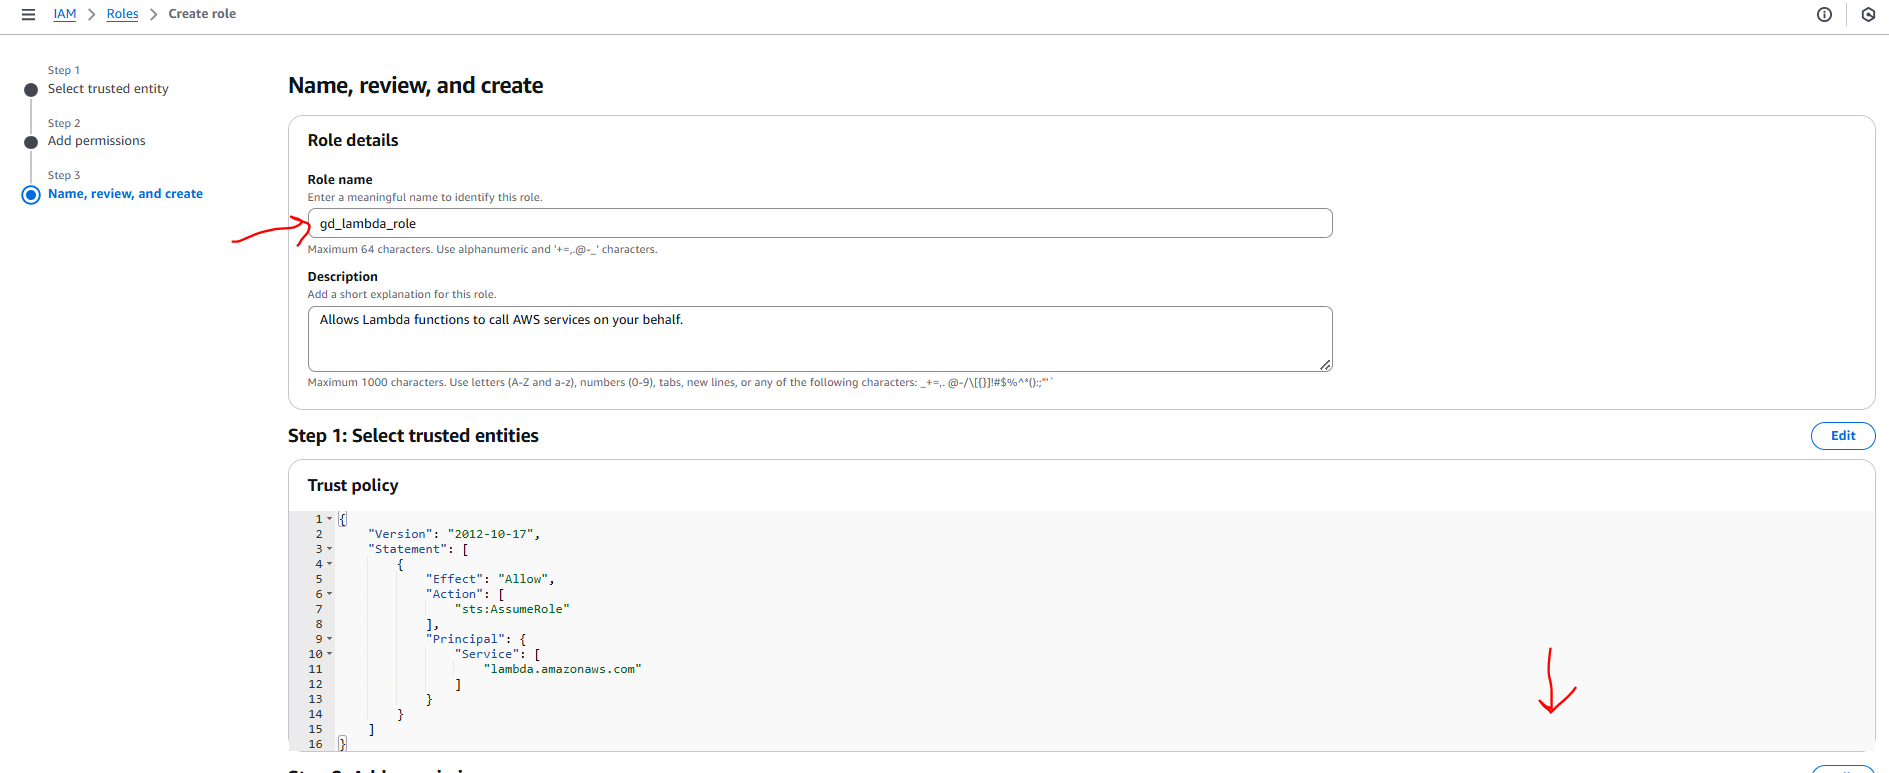 IAM > Roles > Create role
Step 1
Select trusted entity
Step 2
Add permissions
Step 3
Name, review, and create
Name, review, and create
Role details
Role name
Enter a meaningful name to identify this role.
gd_lambda_role
Maximum 64 characters. Use alphanumeric and '+=,.@-_' characters.
Description
Add a short explanation for this role.
Allows Lambda functions to call AWS services on your behalf.
Maximum 1000 characters. Use letters (A-Z and a-z), numbers (0-9), tabs, new lines, or any of the following characters: _+=,. @-/\[{}]!#$%^*();:"'`
Step 1: Select trusted entities
Edit
Trust policy
1 {
2 "Version": "2012-10-17",
3 "Statement": [
4 {
5 "Effect": "Allow",
6 "Action": [
7 "sts:AssumeRole"
8 ],
9 "Principal": {
10 "Service": [
11 "lambda.amazonaws.com"
12 ]
13 }
14 }
15 ]
16 }